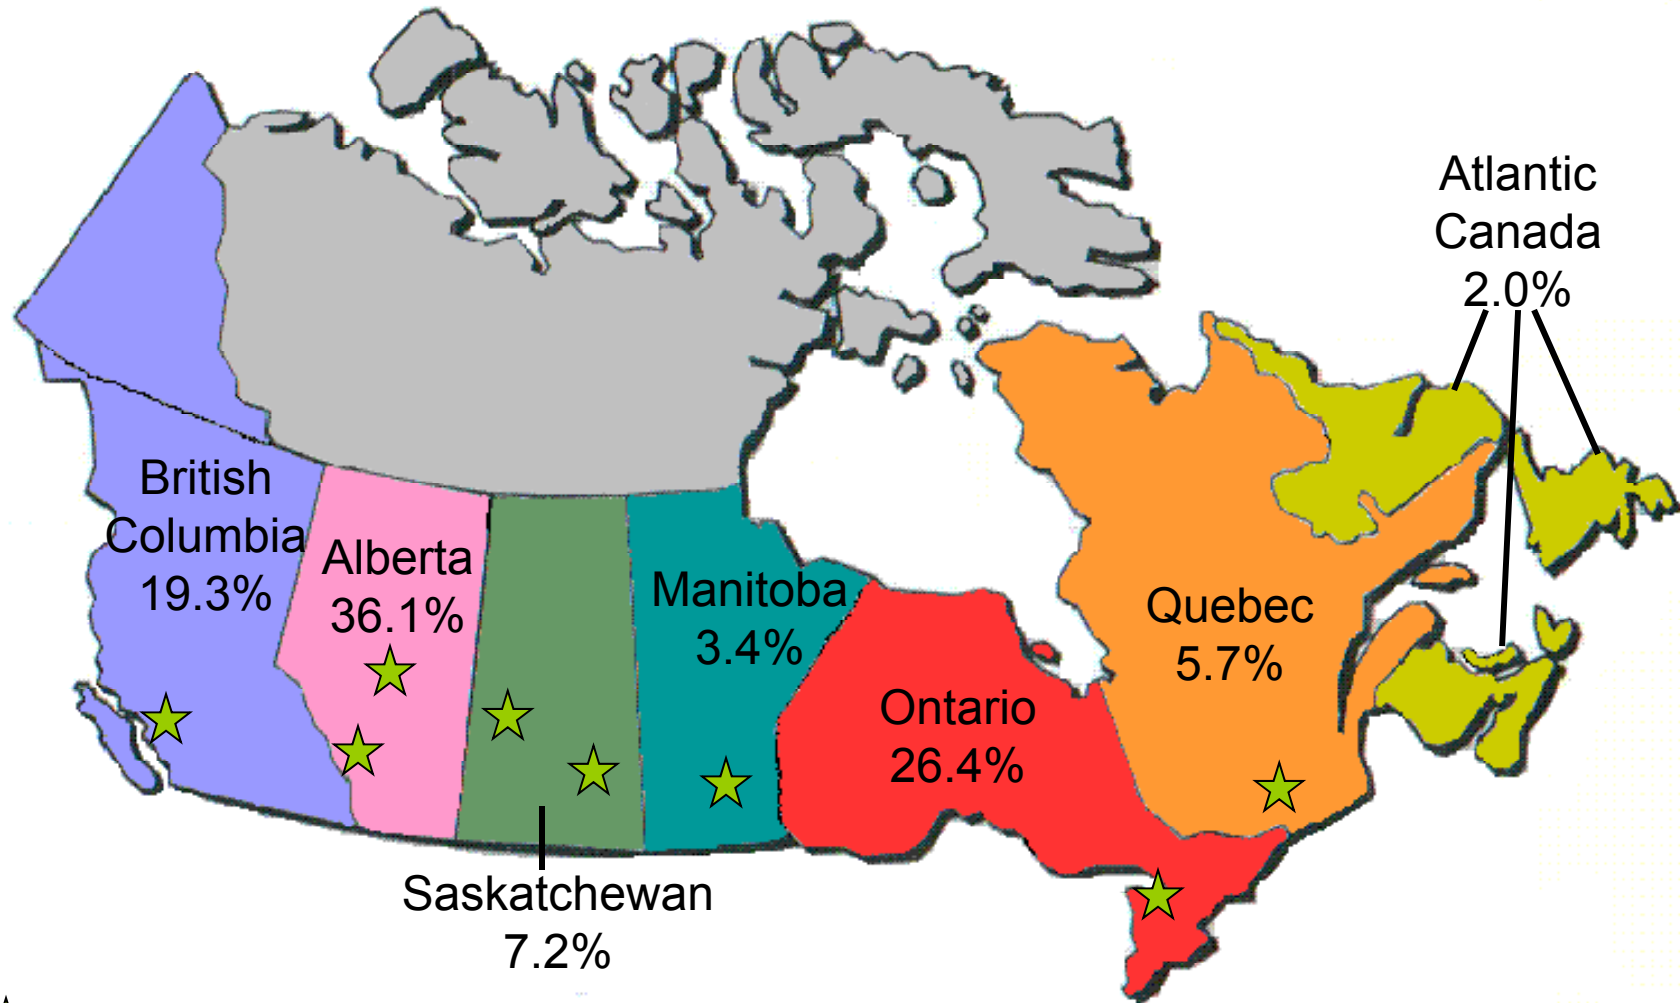 Atlantic
Canada
2.0%
British
Columbia
19.3%
Alberta
36.1%
Manitoba
3.4%
Quebec
5.7%
Ontario
26.4%
Saskatchewan
7.2%